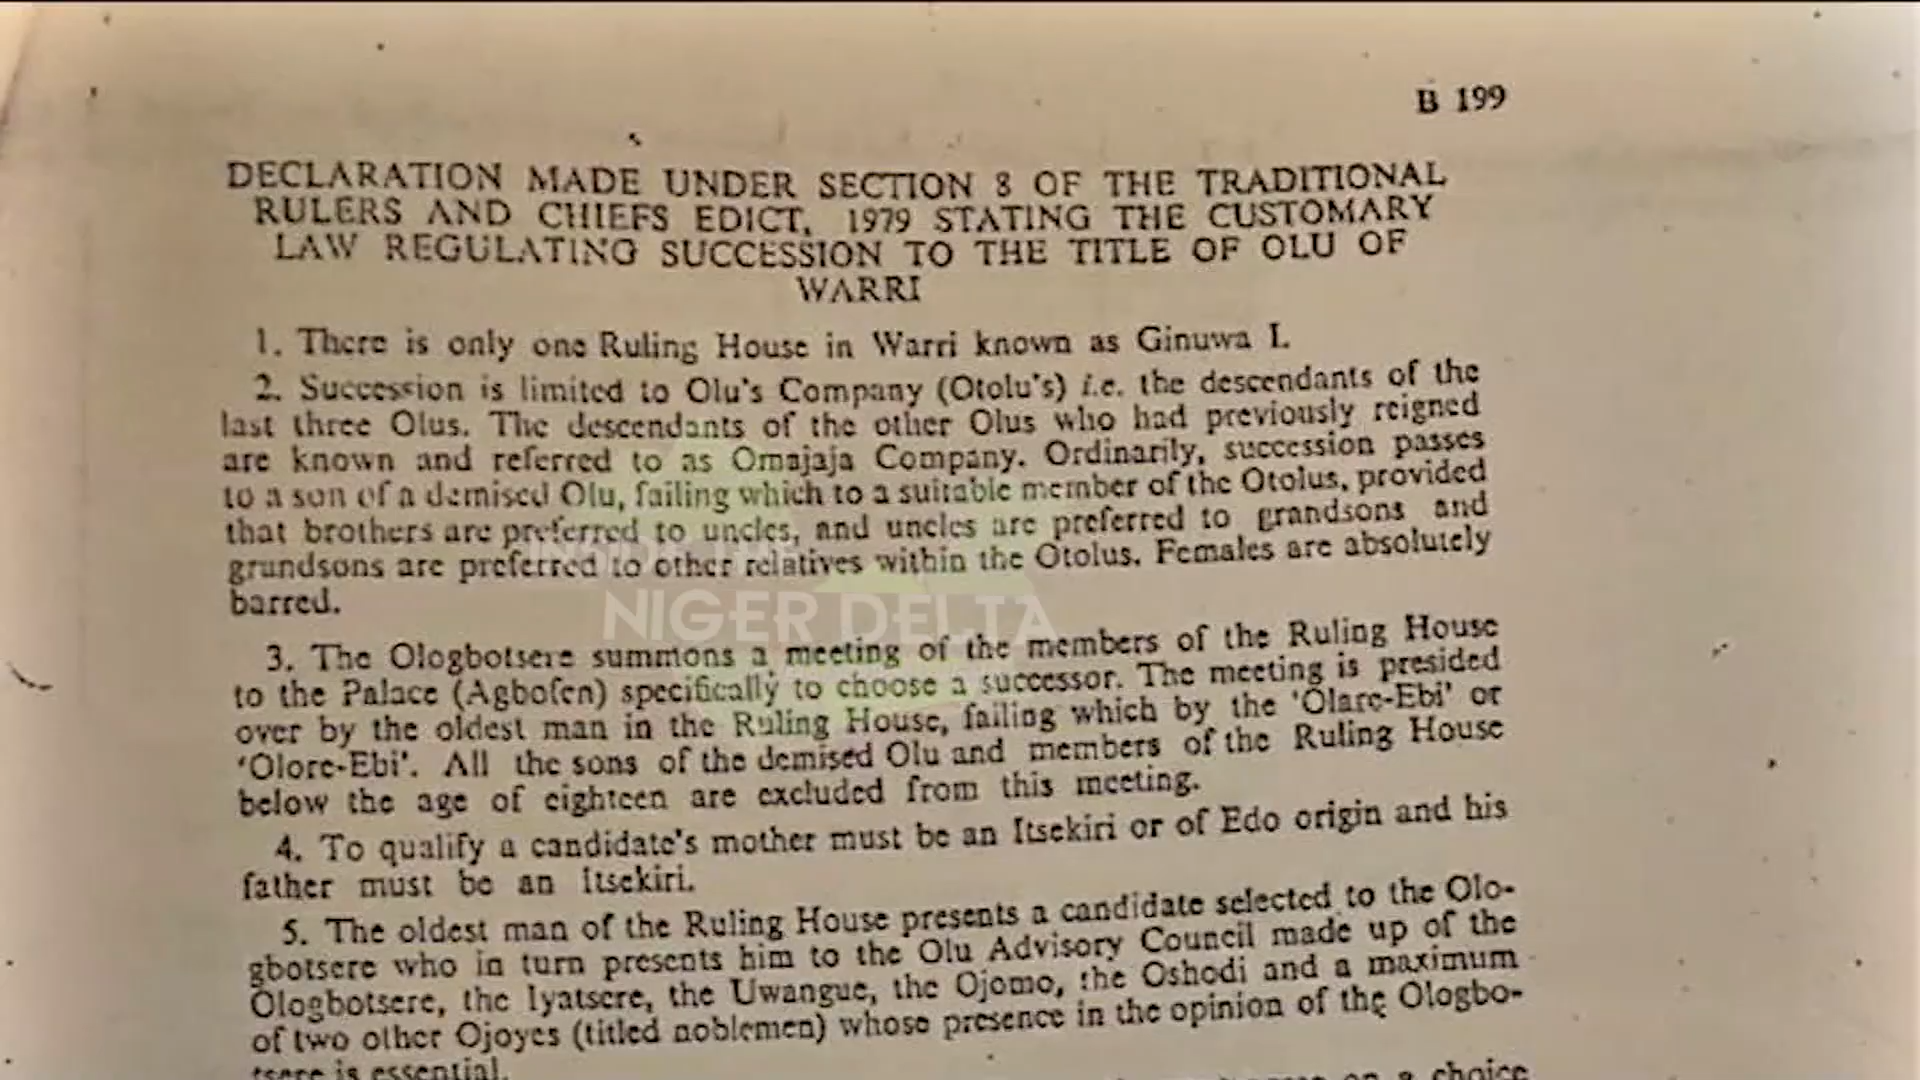 B 199
DECLARATION MADE UNDER SECTION 8 OF THE TRADITIONAL
RULERS AND CHIEFS EDICT, 1979 STATING THE CUSTOMARY
LAW REGULATING SUCCESSION TO THE TITLE OF OLU OF
WARRI
1. There is only one Ruling House in Warri known as Ginuwa I.
2. Succession is limited to Olu's Company (Otolu's) i.e. the descendants of the
last three Olus. The descendants of the other Olus who had previously reigned
are known and referred to as Omajaja Company. Ordinarily, succession passes
to a son of a demised Olu, failing which to a suitable member of the Otolus, provided
that brothers are preferred to uncles, and uncles are preferred to grandsons and
grandsons are preferred to other relatives within the Otolus. Females are absolutely
barred.
NIGER DELTA
3. The Ologbotsere summons a meeting of the members of the Ruling House
to the Palace (Agbofen) specifically to choose a successor. The meeting is presided
over by the oldest man in the Ruling House, failing which by the 'Olare-Ebi' or
'Olore-Ebi'. All the sons of the demised Olu and members of the Ruling House
below the age of eighteen are excluded from this meeting.
4. To qualify a candidate's mother must be an Itsekiri or of Edo origin and his
father must be an Itsekiri.
5. The oldest man of the Ruling House presents a candidate selected to the Olo-
gbotsere who in turn presents him to the Olu Advisory Council made up of the
Ologbotsere, the Iyatsere, the Uwangue, the Ojomo, the Oshodi and a maximum
of two other Ojoyes (titled noblemen) whose presence in the opinion of the Ologbo-
tsere is essential.
on a choice